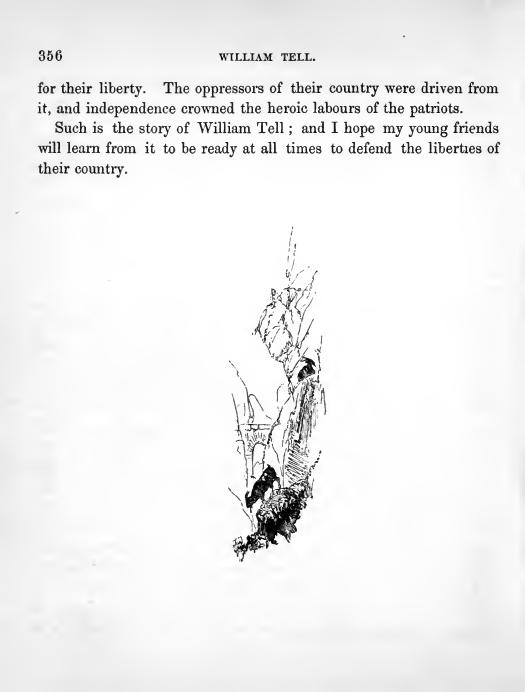 356
WILLIAM TELL.
for their liberty. The oppressors of their country were driven from
it, and independence crowned the heroic labours of the patriots.
Such is the story of William Tell ; and I hope my young friends
will learn from it to be ready at all times to defend the liberties of
their country.